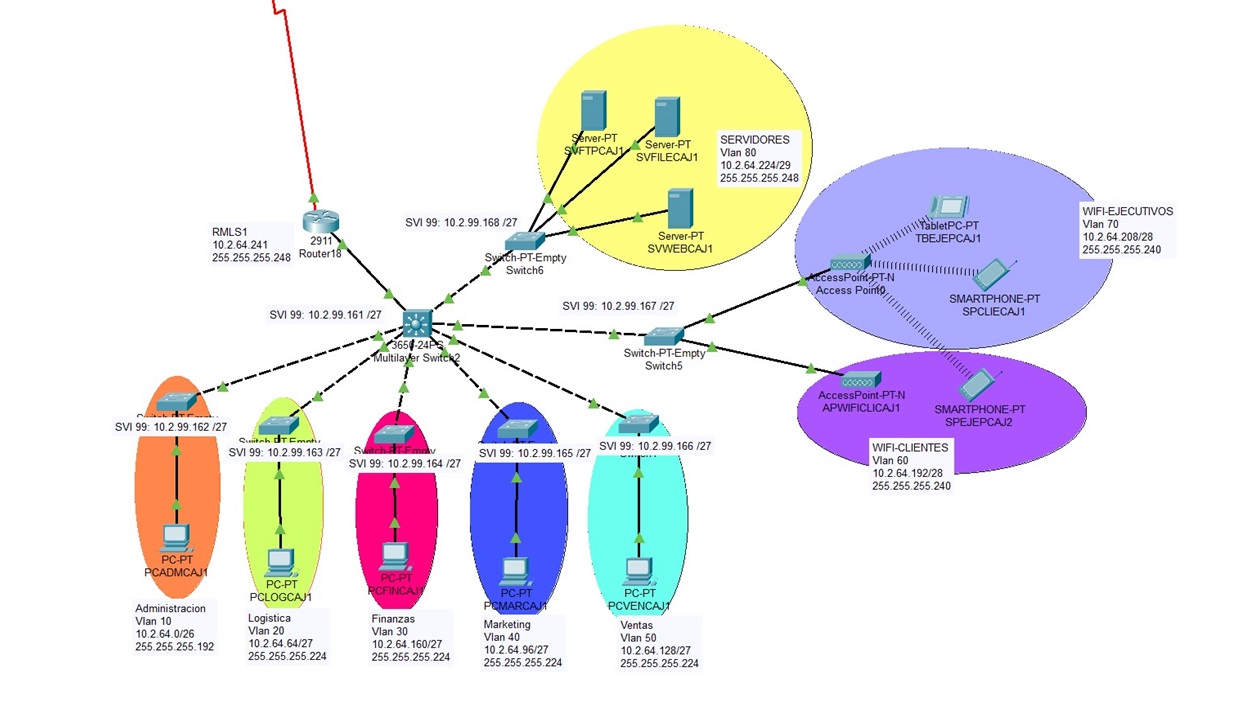 Server-PT
SVFTPCAJ1
Server-PT
SVFILECAJ1
SERVIDORES
Vlan 80
10.2.64.224/29
255.255.255.248
Server-PT
SVWEBCAJ1
SVI 99: 10.2.99.168 /27
Switch-PT-Empty
Switch6
RMLS1
10.2.64.241
255.255.255.248
2911
Router18
WIFI-EJECUTIVOS
Vlan 70
10.2.64.208/28
255.255.255.240
TabletPC-PT
TBEJEPCAJ1
AccessPoint-PT-N
Access Point0
SMARTPHONE-PT
SPCLIECAJ1
SVI 99: 10.2.99.161 /27
3650-24PS
Multilayer Switch2
SVI 99: 10.2.99.167 /27
Switch-PT-Empty
Switch5
AccessPoint-PT-N
APWIFICLICAJ1
SMARTPHONE-PT
SPEJEPCAJ2
WIFI-CLIENTES
Vlan 60
10.2.64.192/28
255.255.255.240
Switch-PT-Empty
SVI 99: 10.2.99.162 /27
Switch-PT-Empty
SVI 99: 10.2.99.163 /27
Switch-PT-Empty
SVI 99: 10.2.99.164 /27
SVI 99: 10.2.99.165 /27
SVI 99: 10.2.99.166 /27
PC-PT
PCADMCAJ1
PC-PT
PCLOGCAJ1
PC-PT
PCFINCAJ1
PC-PT
PCMARCAJ1
PC-PT
PCVENCAJ1
Administracion
Vlan 10
10.2.64.0/26
255.255.255.192
Logistica
Vlan 20
10.2.64.64/27
255.255.255.224
Finanzas
Vlan 30
10.2.64.160/27
255.255.255.224
Marketing
Vlan 40
10.2.64.96/27
255.255.255.224
Ventas
Vlan 50
10.2.64.128/27
255.255.255.224